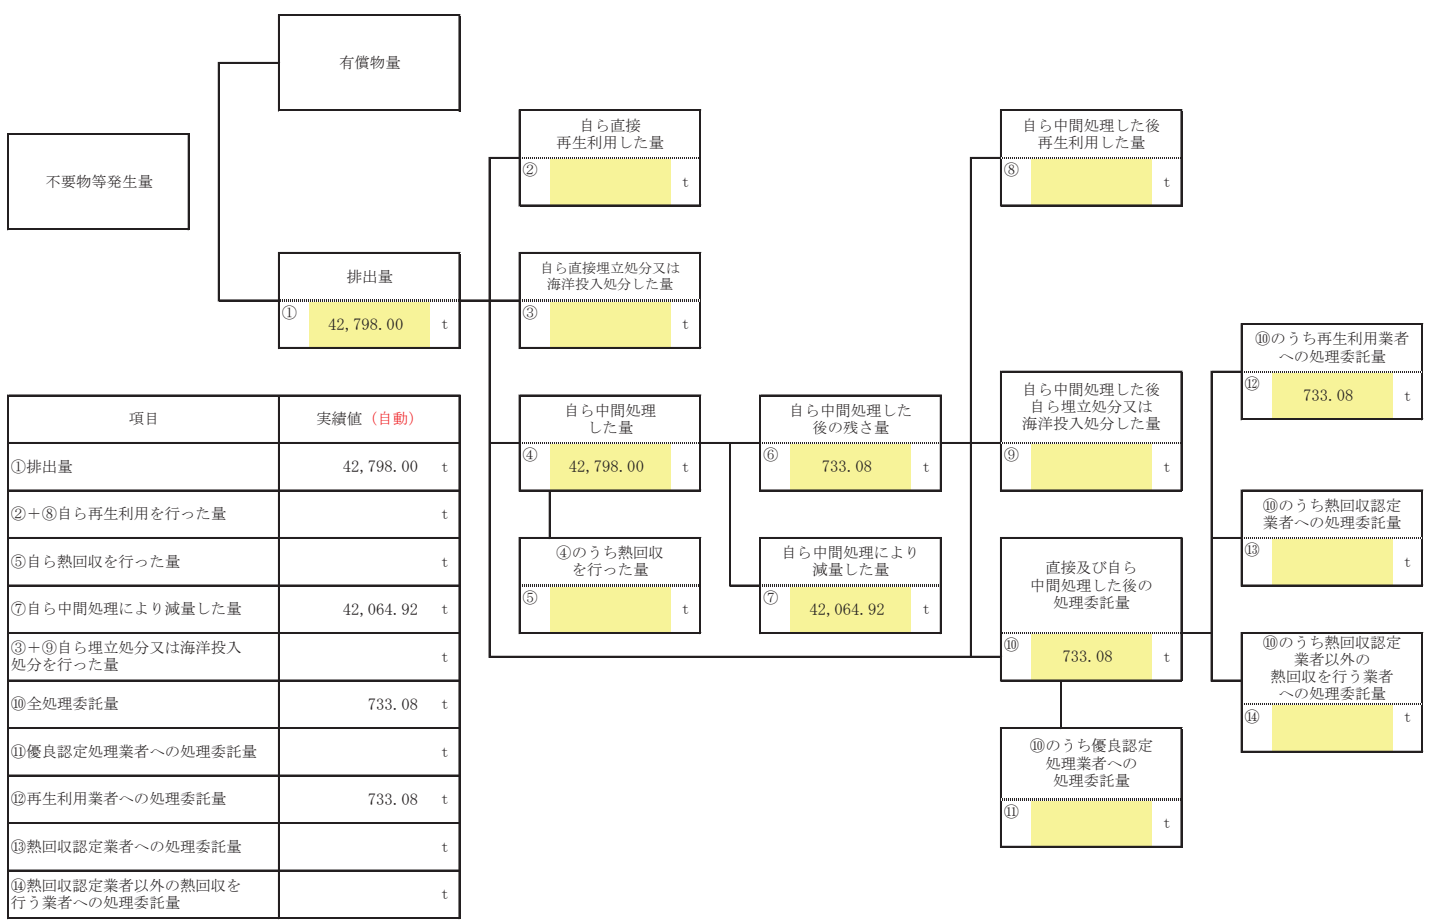 有償物量
不要物等発生量
排出量
①
42,798.00
t
自ら直接
再生利用した量
②
t
自ら直接埋立処分又は
海洋投入処分した量
③
t
自ら中間処理
した量
④
42,798.00
t
④のうち熱回収
を行った量
⑤
t
自ら中間処理した
後の残さ量
⑥
733.08
t
自ら中間処理により
減量した量
⑦
42,064.92
t
自ら中間処理した後
再生利用した量
⑧
t
自ら中間処理した後
自ら埋立処分又は
海洋投入処分した量
⑨
t
直接及び自ら
中間処理した後の
処理委託量
⑩
733.08
t
⑩のうち優良認定
処理業者への
処理委託量
⑪
t
⑩のうち再生利用業者
への処理委託量
⑫
733.08
t
⑩のうち熱回収認定
業者への処理委託量
⑬
t
⑩のうち熱回収認定
業者以外の
熱回収を行う業者
への処理委託量
⑭
t
項目 実績値（自動）
①排出量 42,798.00 t
②＋⑧自ら再生利用を行った量 t
⑤自ら熱回収を行った量 t
⑦自ら中間処理により減量した量 42,064.92 t
③＋⑨自ら埋立処分又は海洋投入
処分を行った量 t
⑩全処理委託量 733.08 t
⑪優良認定処理業者への処理委託量 t
⑫再生利用業者への処理委託量 733.08 t
⑬熱回収認定業者への処理委託量 t
⑭熱回収認定業者以外の熱回収を
行う業者への処理委託量 t